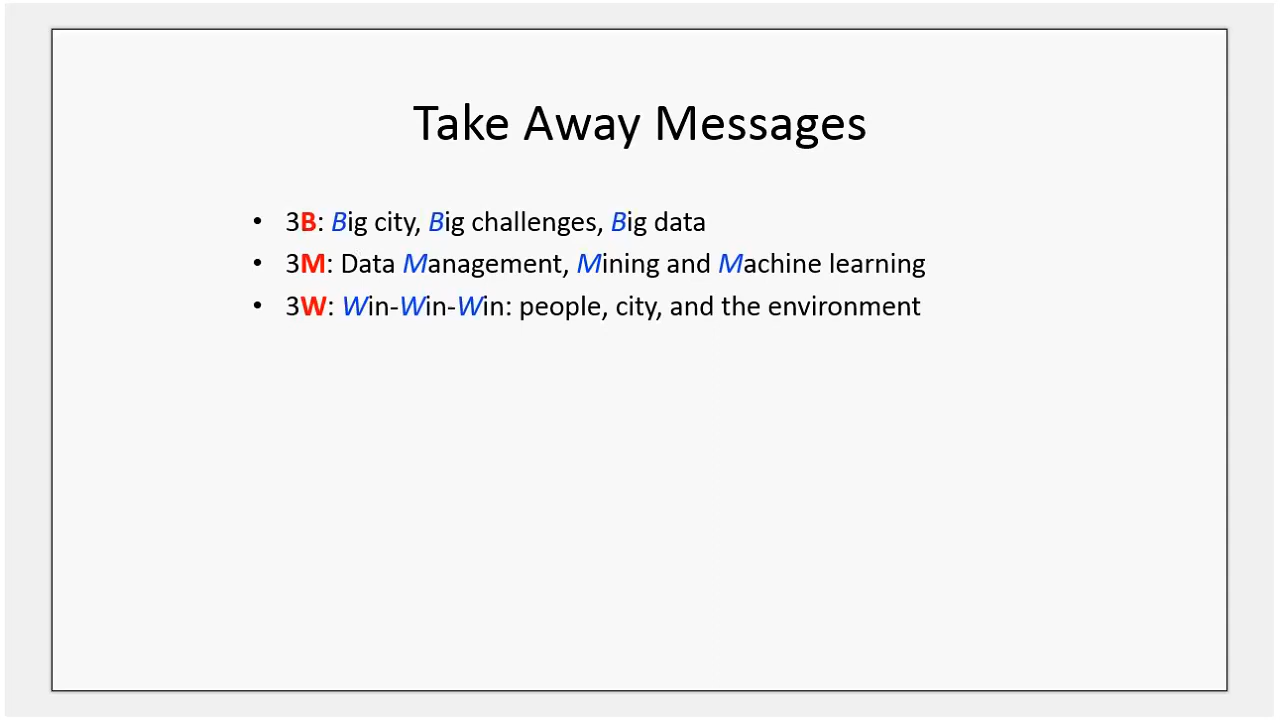 Take Away Messages
• 3B: Big city, Big challenges, Big data
• 3M: Data Management, Mining and Machine learning
• 3W: Win-Win-Win: people, city, and the environment